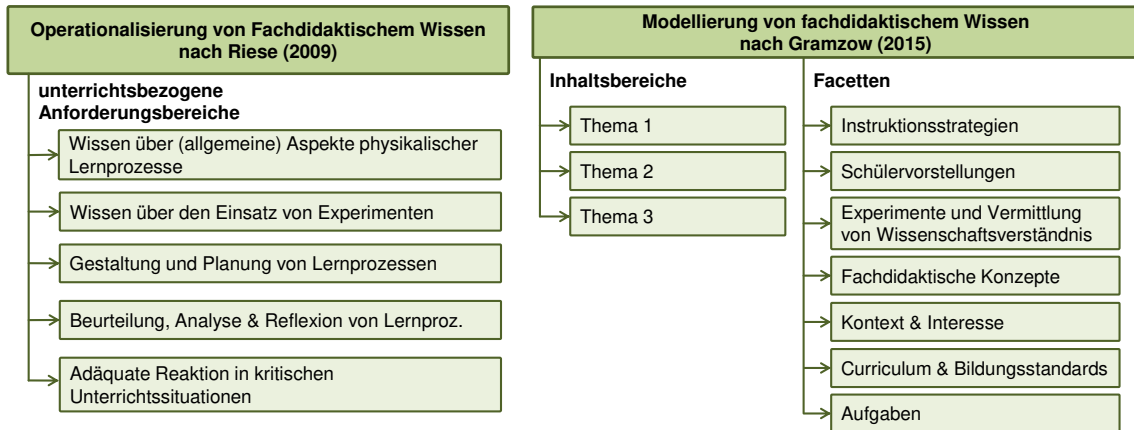 Operationalisierung von Fachdidaktischem Wissen
nach Riese (2009)
unterrichtsbezogene
Anforderungsbereiche
Wissen über (allgemeine) Aspekte physikalischer
Lernprozesse
Wissen über den Einsatz von Experimenten
Gestaltung und Planung von Lernprozessen
Beurteilung, Analyse & Reflexion von Lernproz.
Adäquate Reaktion in kritischen
Unterrichtssituationen
Modellierung von fachdidaktischem Wissen
nach Gramzow (2015)
Inhaltsbereiche
Thema 1
Thema 2
Thema 3
Facetten
Instruktionsstrategien
Schülervorstellungen
Experimente und Vermittlung
von Wissenschaftsverständnis
Fachdidaktische Konzepte
Kontext & Interesse
Curriculum & Bildungsstandards
Aufgaben